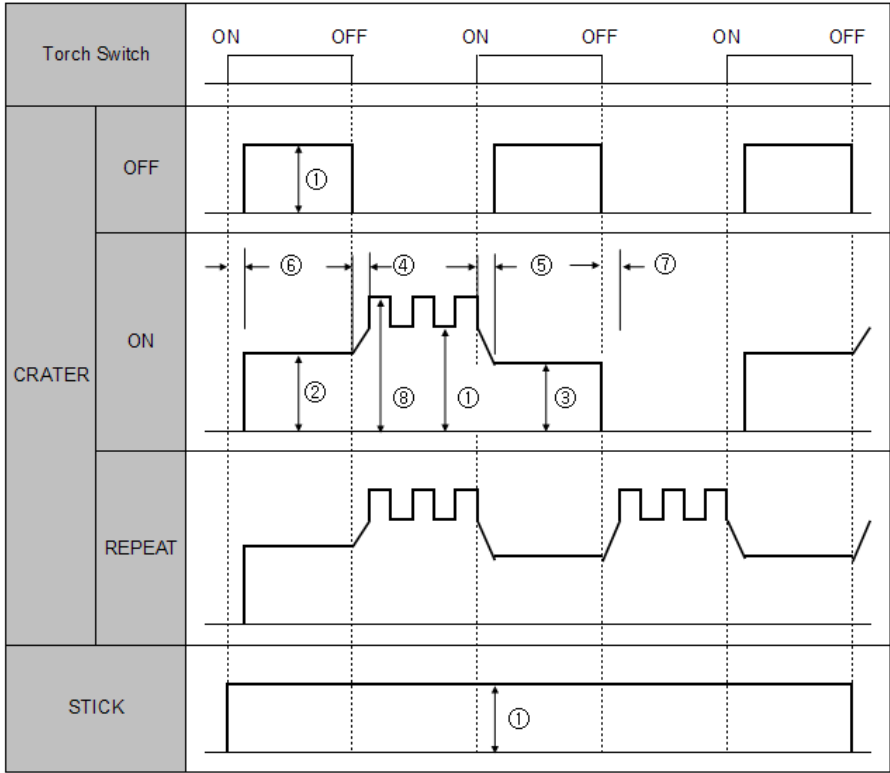 Torch Switch
ON OFF ON OFF ON OFF
CRATER
OFF
①
ON
⑥ ④ ⑤ ⑦
② ⑧ ① ③
REPEAT
STICK
①